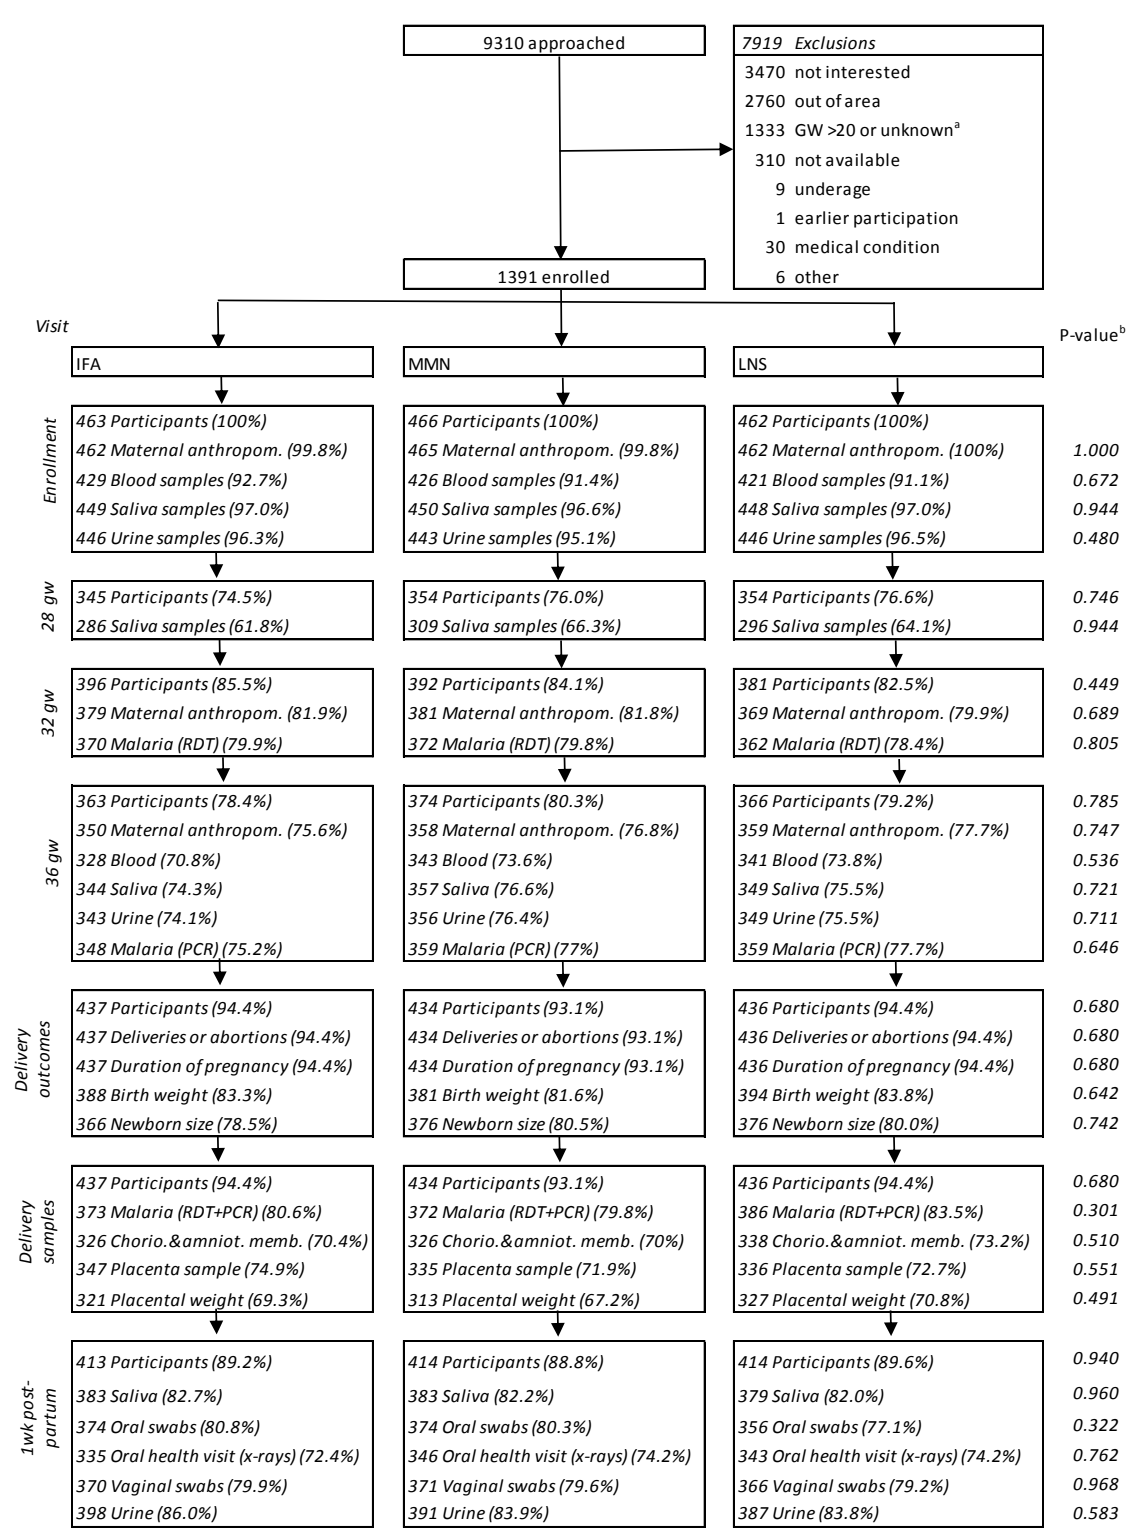 9310 approached
7919 Exclusions
3470 not interested
2760 out of area
1333 GW >20 or unknownᵃ
310 not available
9 underage
1 earlier participation
30 medical condition
6 other
1391 enrolled
Visit
P-valueᵇ
IFA
MMN
LNS
Enrollment
463 Participants (100%)
466 Participants (100%)
462 Participants (100%)
462 Maternal anthropom. (99.8%)
465 Maternal anthropom. (99.8%)
462 Maternal anthropom. (100%)
1.000
429 Blood samples (92.7%)
426 Blood samples (91.4%)
421 Blood samples (91.1%)
0.672
449 Saliva samples (97.0%)
450 Saliva samples (96.6%)
448 Saliva samples (97.0%)
0.944
446 Urine samples (96.3%)
443 Urine samples (95.1%)
446 Urine samples (96.5%)
0.480
28 gw
345 Participants (74.5%)
354 Participants (76.0%)
354 Participants (76.6%)
0.746
286 Saliva samples (61.8%)
309 Saliva samples (66.3%)
296 Saliva samples (64.1%)
0.944
32 gw
396 Participants (85.5%)
392 Participants (84.1%)
381 Participants (82.5%)
0.449
379 Maternal anthropom. (81.9%)
381 Maternal anthropom. (81.8%)
369 Maternal anthropom. (79.9%)
0.689
370 Malaria (RDT) (79.9%)
372 Malaria (RDT) (79.8%)
362 Malaria (RDT) (78.4%)
0.805
36 gw
363 Participants (78.4%)
374 Participants (80.3%)
366 Participants (79.2%)
0.785
350 Maternal anthropom. (75.6%)
358 Maternal anthropom. (76.8%)
359 Maternal anthropom. (77.7%)
0.747
328 Blood (70.8%)
343 Blood (73.6%)
341 Blood (73.8%)
0.536
344 Saliva (74.3%)
357 Saliva (76.6%)
349 Saliva (75.5%)
0.721
343 Urine (74.1%)
356 Urine (76.4%)
349 Urine (75.5%)
0.711
348 Malaria (PCR) (75.2%)
359 Malaria (PCR) (77%)
359 Malaria (PCR) (77.7%)
0.646
Delivery
outcomes
437 Participants (94.4%)
434 Participants (93.1%)
436 Participants (94.4%)
0.680
437 Deliveries or abortions (94.4%)
434 Deliveries or abortions (93.1%)
436 Deliveries or abortions (94.4%)
0.680
437 Duration of pregnancy (94.4%)
434 Duration of pregnancy (93.1%)
436 Duration of pregnancy (94.4%)
0.680
388 Birth weight (83.3%)
381 Birth weight (81.6%)
394 Birth weight (83.8%)
0.642
366 Newborn size (78.5%)
376 Newborn size (80.5%)
376 Newborn size (80.0%)
0.742
Delivery
samples
437 Participants (94.4%)
434 Participants (93.1%)
436 Participants (94.4%)
0.680
373 Malaria (RDT+PCR) (80.6%)
372 Malaria (RDT+PCR) (79.8%)
386 Malaria (RDT+PCR) (83.5%)
0.301
326 Chorio.&amniot. memb. (70.4%)
326 Chorio.&amniot. memb. (70%)
338 Chorio.&amniot. memb. (73.2%)
0.510
347 Placenta sample (74.9%)
335 Placenta sample (71.9%)
336 Placenta sample (72.7%)
0.551
321 Placental weight (69.3%)
313 Placental weight (67.2%)
327 Placental weight (70.8%)
0.491
1wk post-
partum
413 Participants (89.2%)
414 Participants (88.8%)
414 Participants (89.6%)
0.940
383 Saliva (82.7%)
383 Saliva (82.2%)
379 Saliva (82.0%)
0.960
374 Oral swabs (80.8%)
374 Oral swabs (80.3%)
356 Oral swabs (77.1%)
0.322
335 Oral health visit (x-rays) (72.4%)
346 Oral health visit (x-rays) (74.2%)
343 Oral health visit (x-rays) (74.2%)
0.762
370 Vaginal swabs (79.9%)
371 Vaginal swabs (79.6%)
366 Vaginal swabs (79.2%)
0.968
398 Urine (86.0%)
391 Urine (83.9%)
387 Urine (83.8%)
0.583